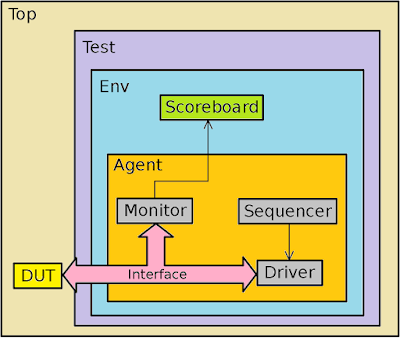 Top
Test
Env
Scoreboard
Agent
Monitor
Sequencer
DUT
Interface
Driver